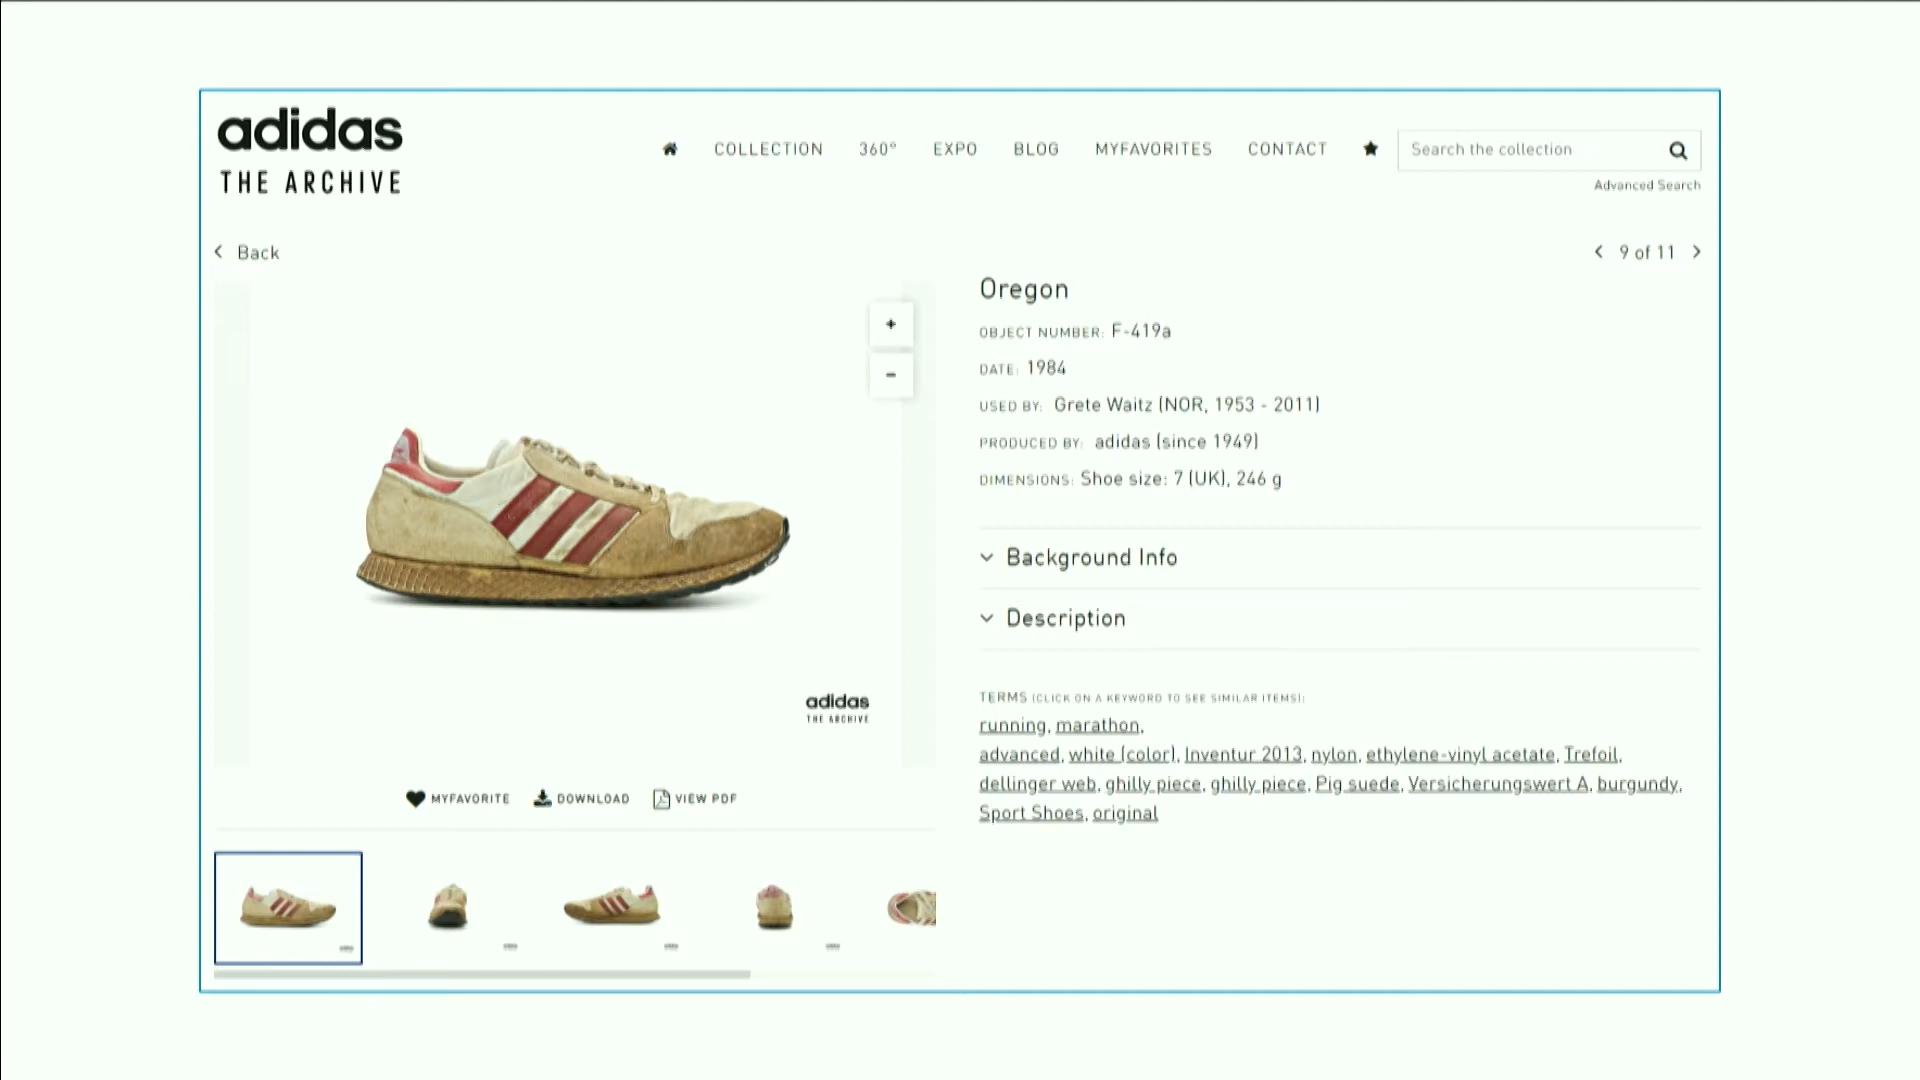 adidas
THE ARCHIVE
COLLECTION
360°
EXPO
BLOG
MYFAVORITES
CONTACT
Search the collection
Advanced Search
Back
9 of 11
Oregon
OBJECT NUMBER: F-419a
DATE: 1984
USED BY: Grete Waitz (NOR, 1953 - 2011)
PRODUCED BY: adidas (since 1949)
DIMENSIONS: Shoe size: 7 (UK), 246 g
Background Info
Description
adidas
THE ARCHIVE
TERMS (CLICK ON A KEYWORD TO SEE SIMILAR ITEMS):
running, marathon,
advanced, white (color), Inventur 2013, nylon, ethylene-vinyl acetate, Trefoil,
dellinger web, ghilly piece, ghilly piece, Pig suede, Versicherungswert A, burgundy,
Sport Shoes, original
MYFAVORITE
DOWNLOAD
VIEW PDF